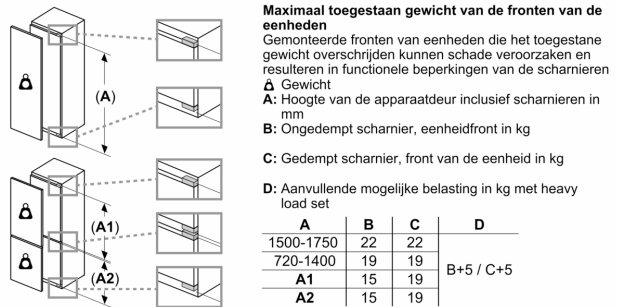 Maximaal toegestaan gewicht van de fronten van de
eenheden
Gemonteerde fronten van eenheden die het toegestane
gewicht overschrijden kunnen schade veroorzaken en
resulteren in functionele beperkingen van de scharnieren
Gewicht
A: Hoogte van de apparaatdeur inclusief scharnieren in
mm
B: Ongedempt scharnier, eenheidfront in kg
C: Gedempt scharnier, front van de eenheid in kg
D: Aanvullende mogelijke belasting in kg met heavy
load set
A B C D
1500-1750 22 22
720-1400 19 19
B+5 / C+5
A1 15 19
A2 15 19
(A)
(A1)
(A2)